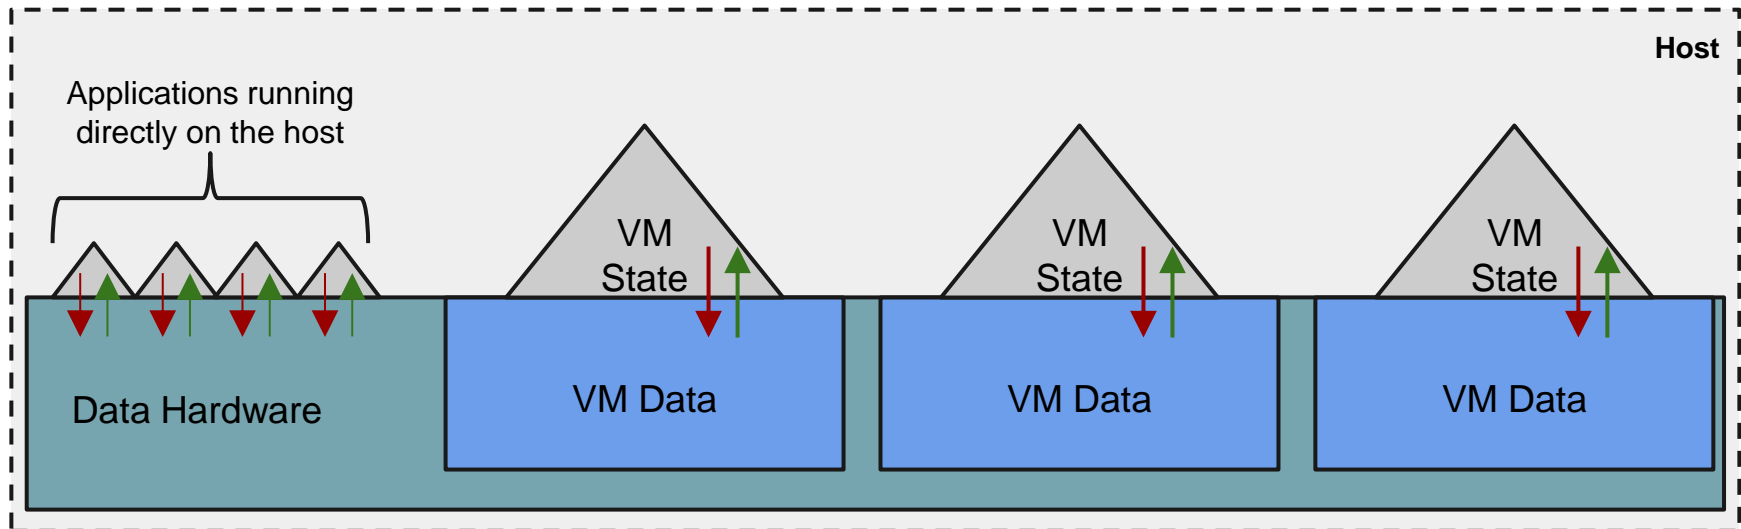 Host
Applications running
directly on the host
VM
State
VM
State
VM
State
Data Hardware
VM Data
VM Data
VM Data